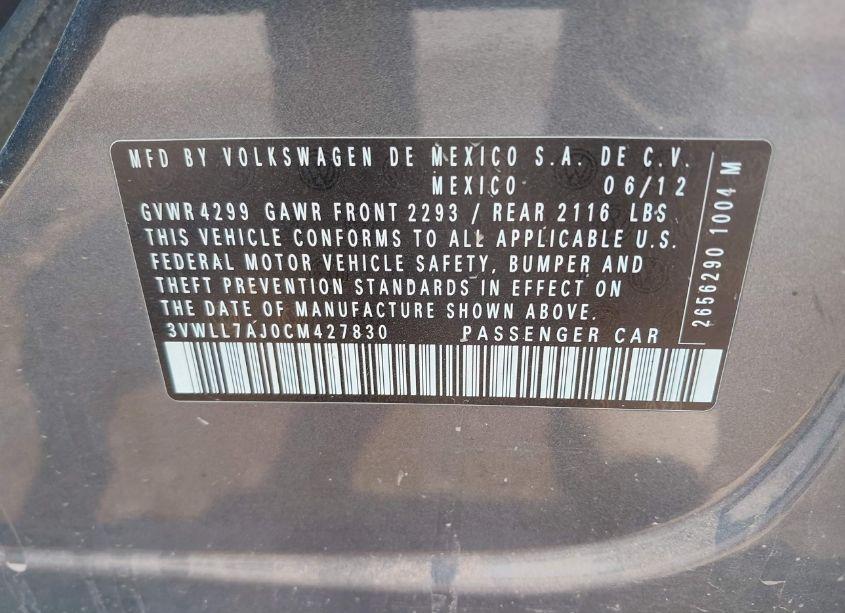 MFD BY VOLKSWAGEN DE MEXICO S.A. DE C.V.
MEXICO 06/12
GVWR 4299 GAWR FRONT 2293 / REAR 2116 LBS
THIS VEHICLE CONFORMS TO ALL APPLICABLE U.S.
FEDERAL MOTOR VEHICLE SAFETY, BUMPER AND
THEFT PREVENTION STANDARDS IN EFFECT ON
THE DATE OF MANUFACTURE SHOWN ABOVE.
3VWLL7AJ0CM427830 PASSENGER CAR
2656290 1004 M